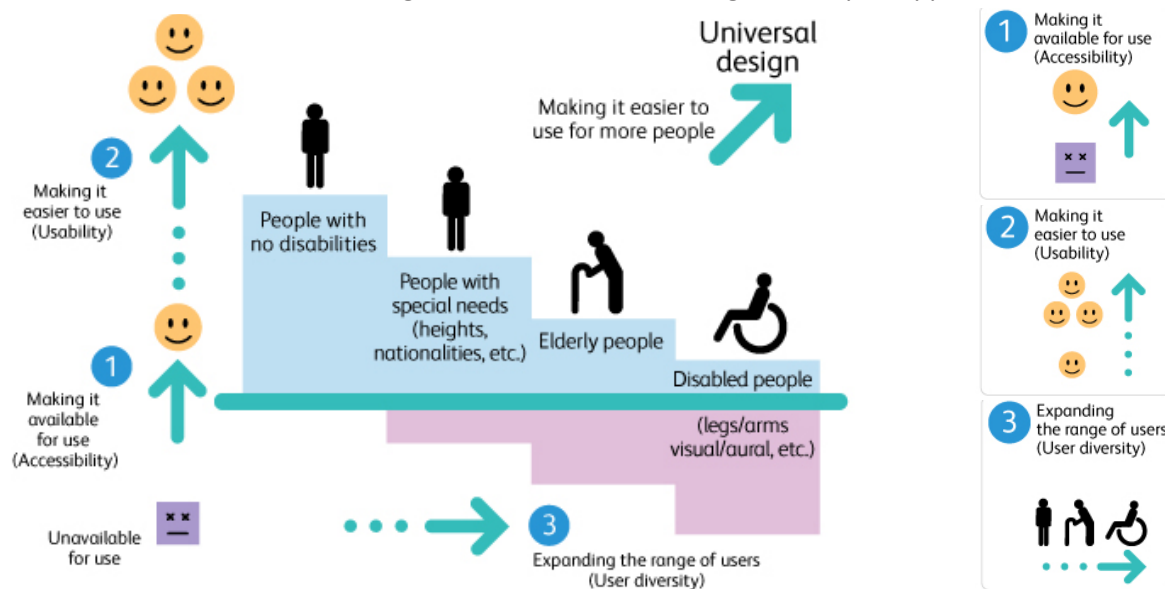 Universal
design
Making it easier to
use for more people
2
Making it
easier to use
(Usability)
1
Making it
available
for use
(Accessibility)
Unavailable
for use
People with
no disabilities
People with
special needs
(heights,
nationalities, etc.)
Elderly people
Disabled people
(legs/arms
visual/aural, etc.)
3
Expanding the range of users
(User diversity)
1
Making it
available for use
(Accessibility)
2
Making it
easier to use
(Usability)
3
Expanding
the range of users
(User diversity)